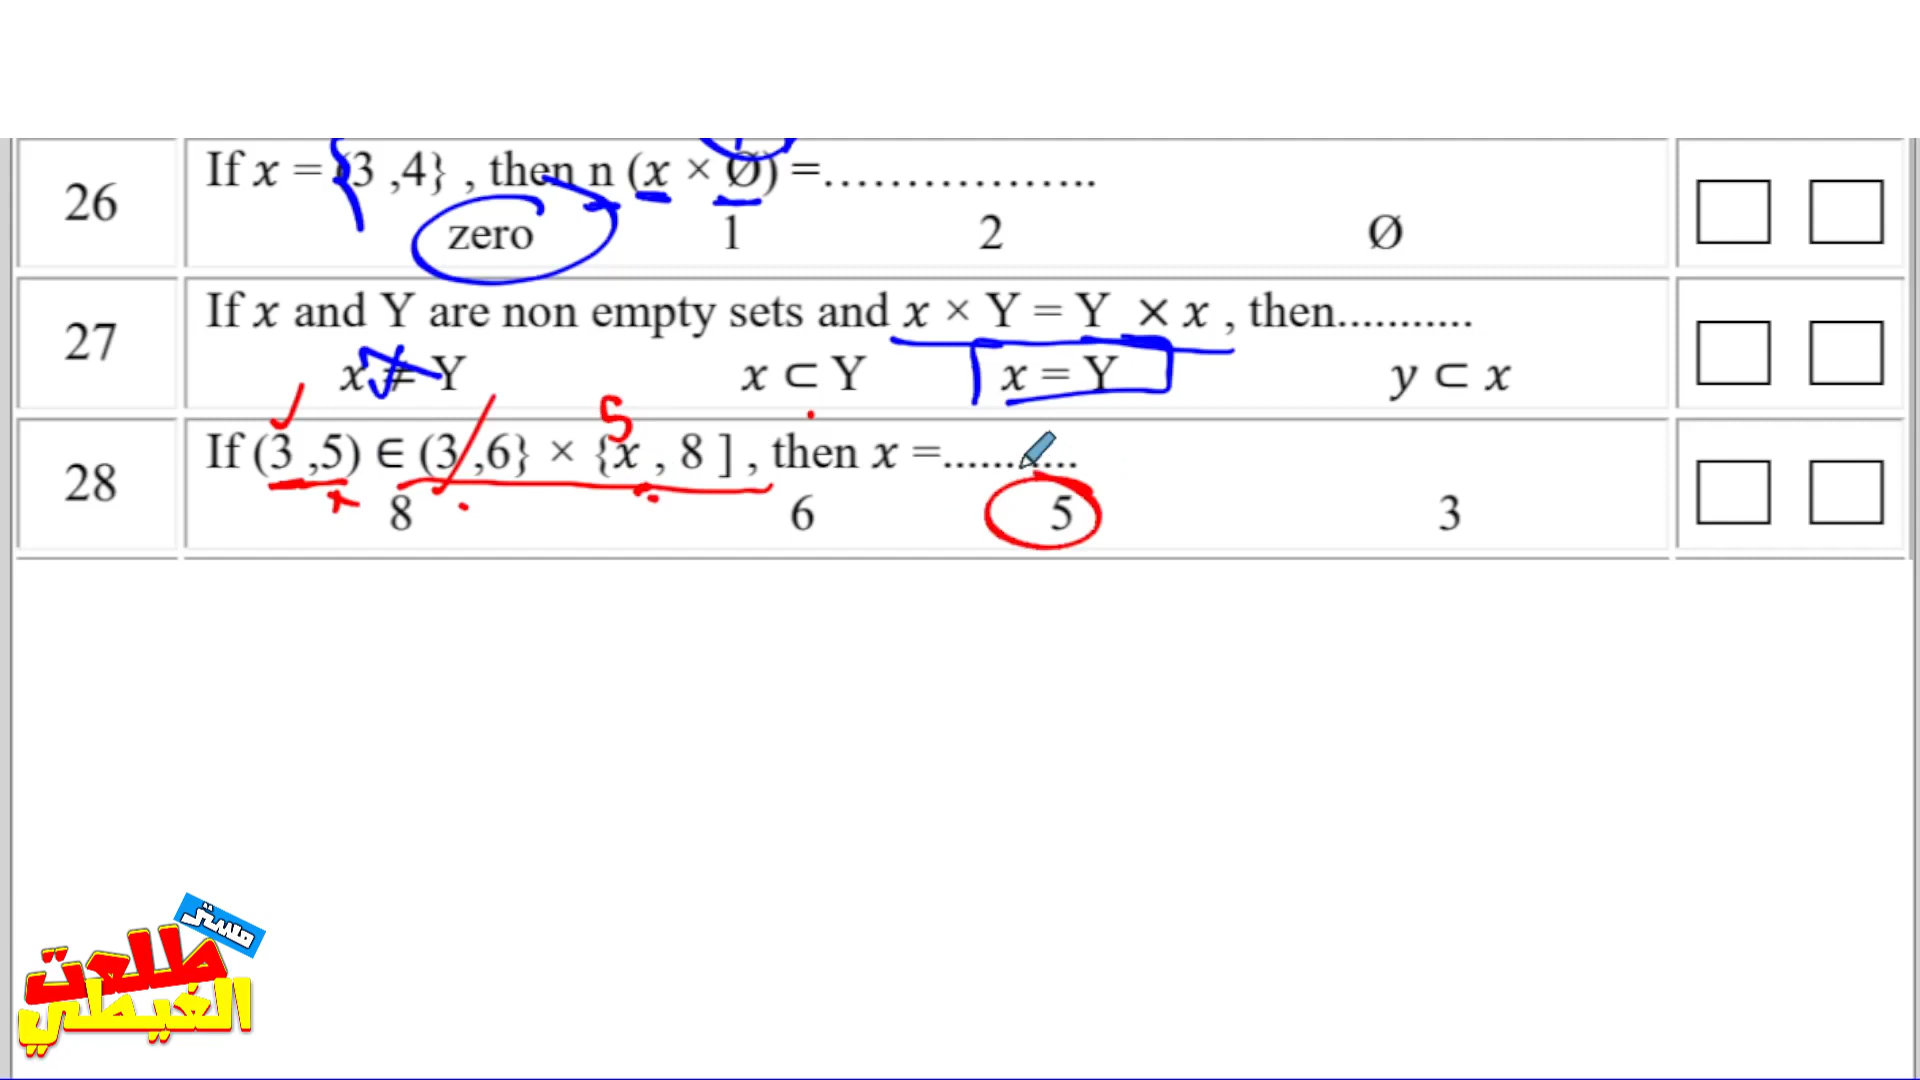 26
If x = {3 ,4} , then n (x × Ø) =……………..
zero 1 2 Ø
27
If x and Y are non empty sets and x × Y = Y × x , then...........
x ≠ Y x ⊂ Y x = Y y ⊂ x
5
28
If (3 ,5) ∈ (3 ,6} × {x , 8 ] , then x =...........
8 6 5 3
مستر
طلعت
الغيطي